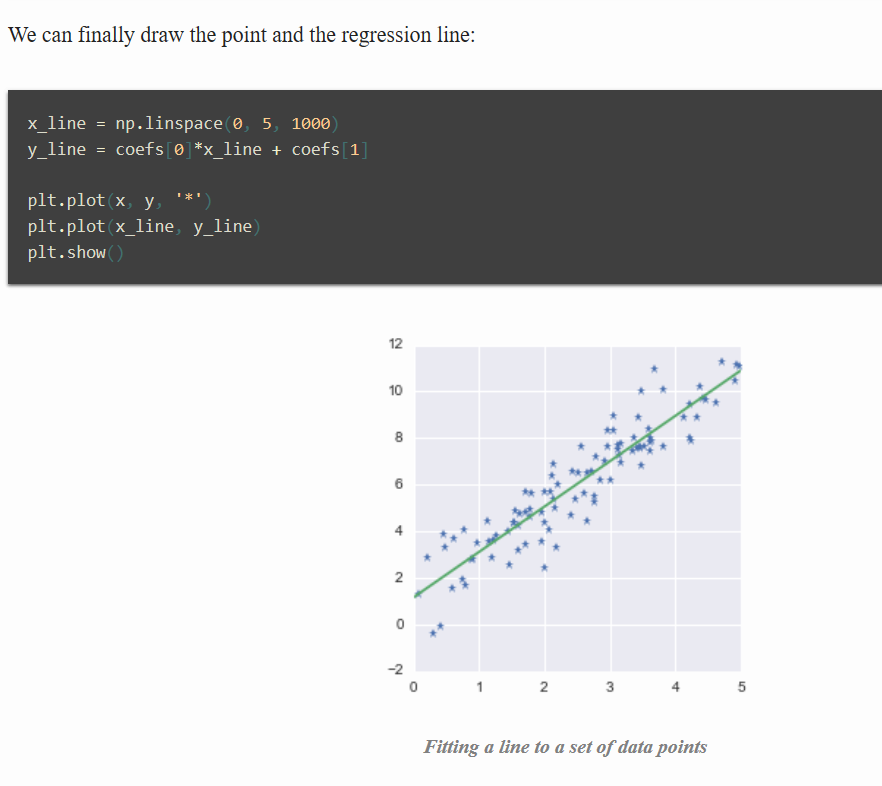 We can finally draw the point and the regression line:
x_line = np.linspace(0, 5, 1000)
y_line = coefs[0]*x_line + coefs[1]
plt.plot(x, y, '*')
plt.plot(x_line, y_line)
plt.show()
12
10
8
6
4
2
0
−2
0 1 2 3 4 5
Fitting a line to a set of data points